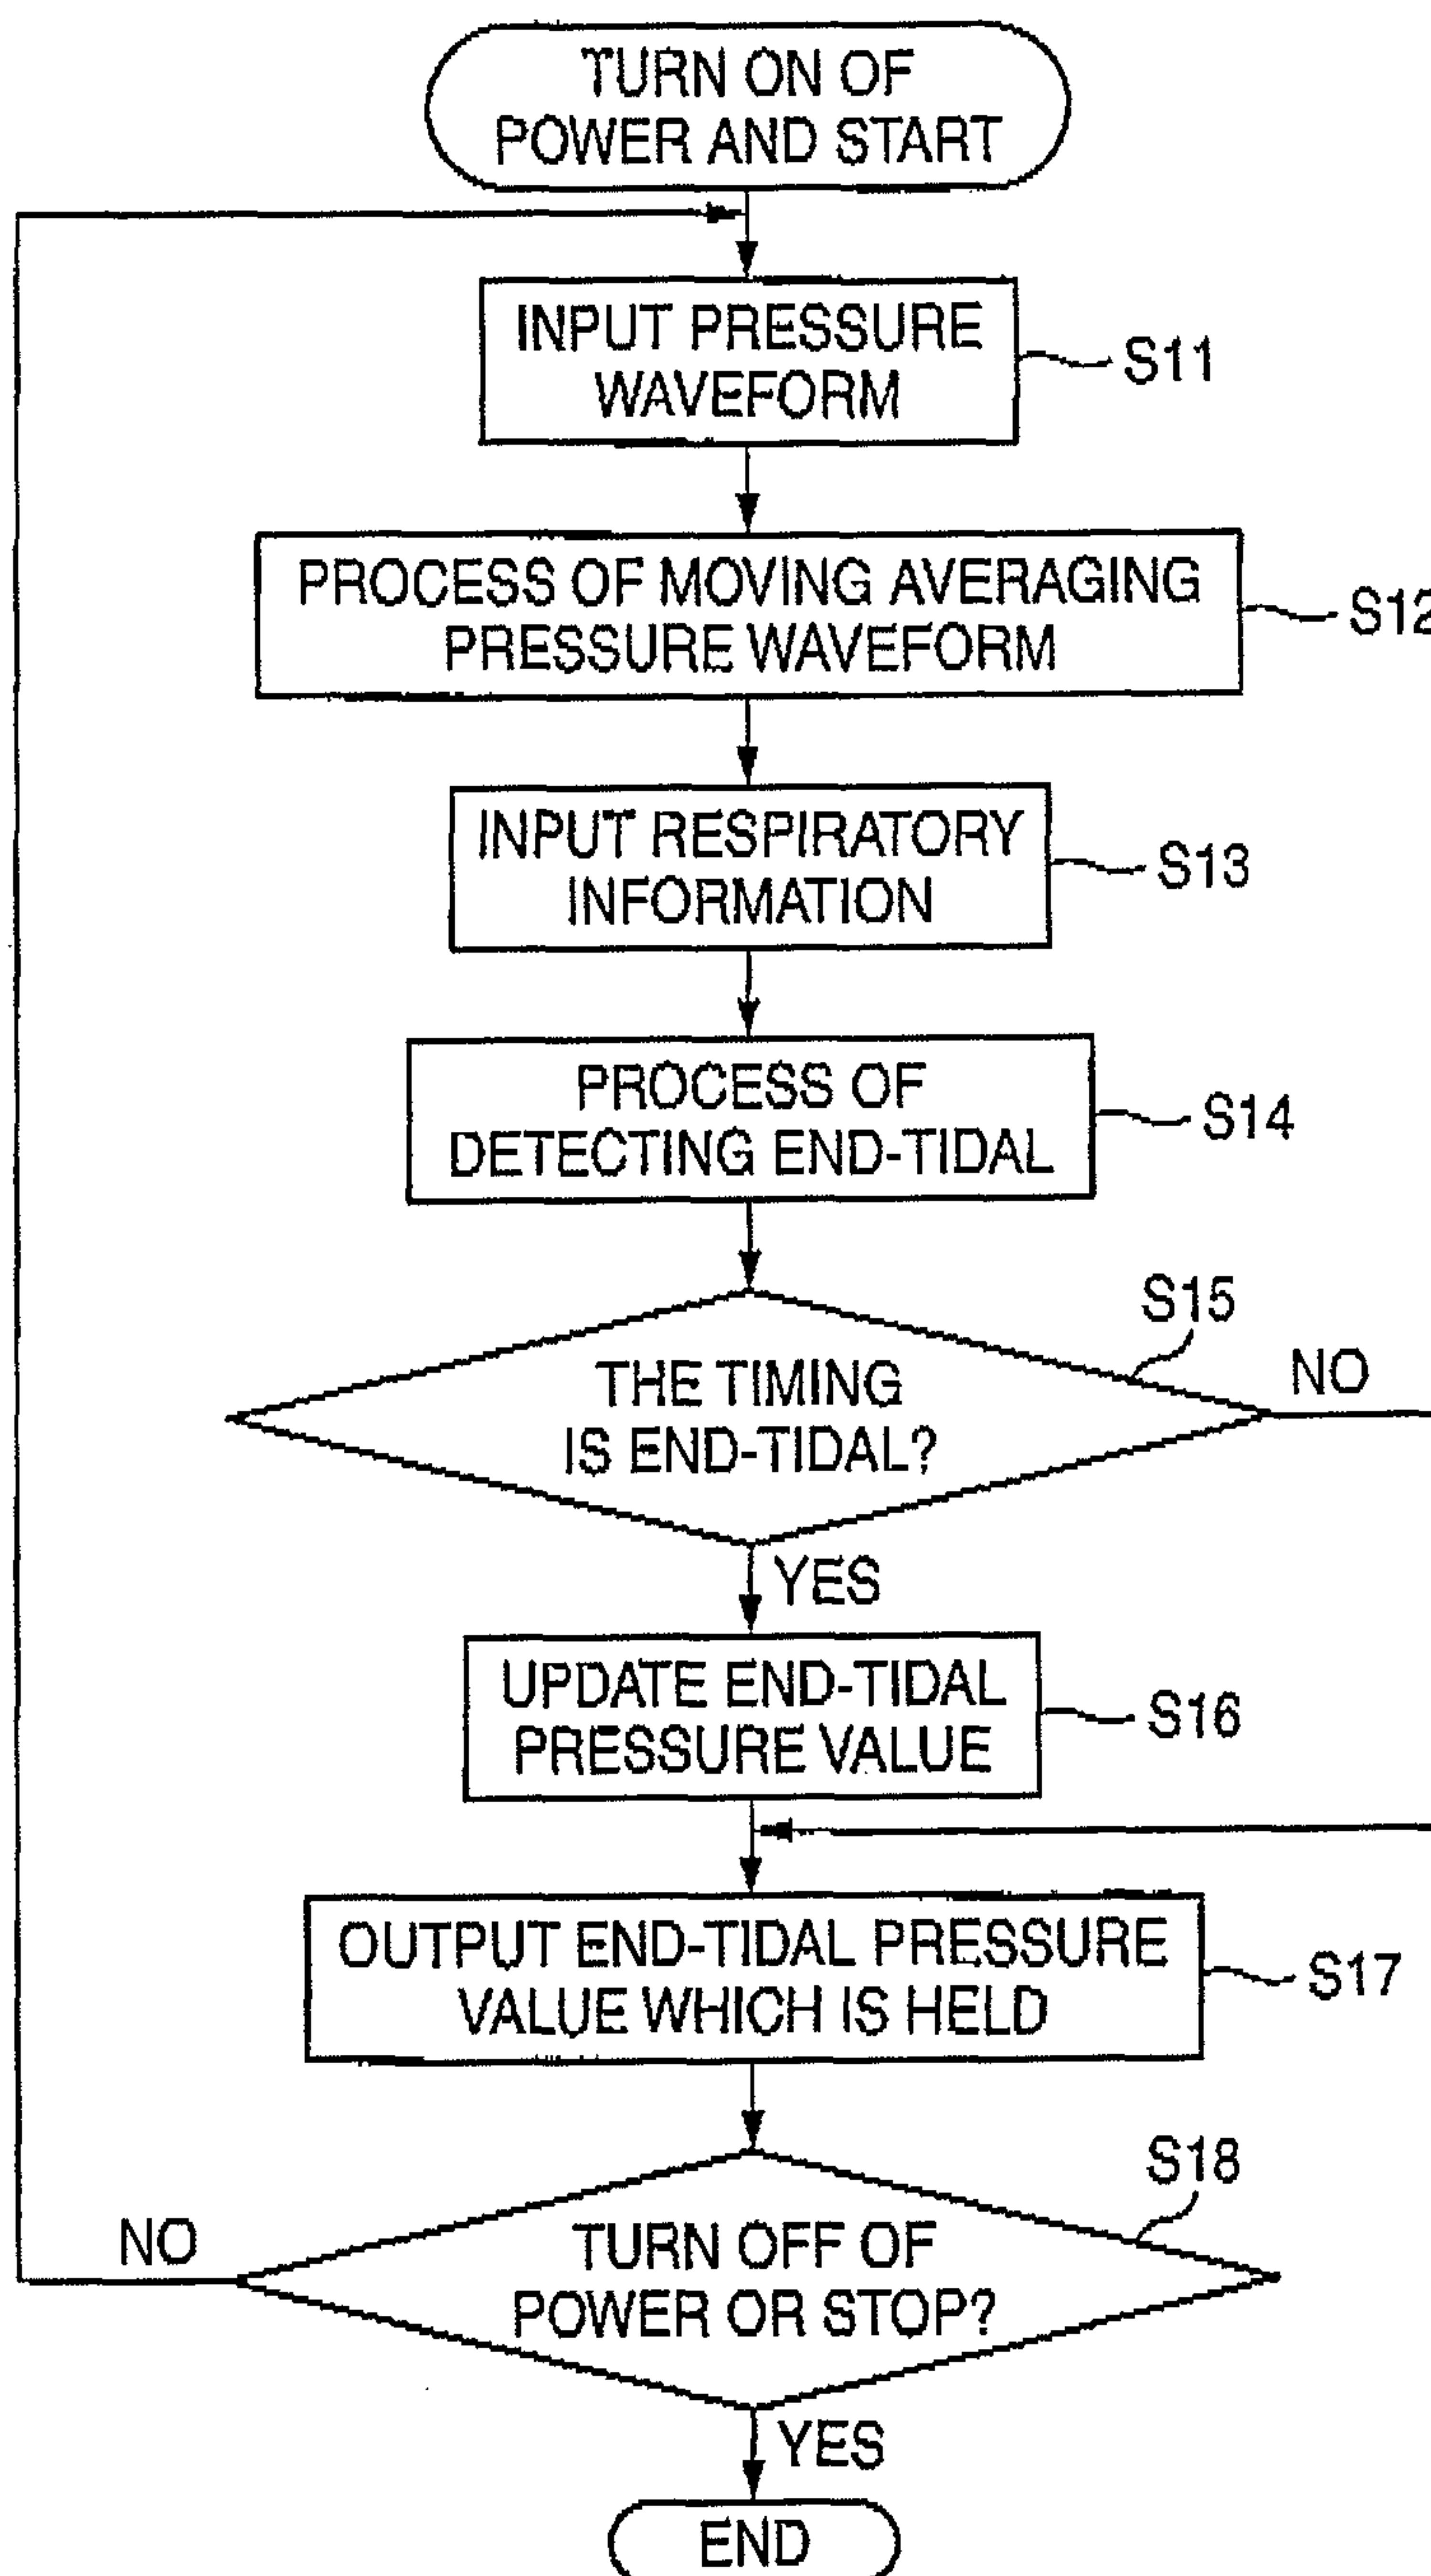 TURN ON OF
POWER AND START
INPUT PRESSURE
WAVEFORM
S11
PROCESS OF MOVING AVERAGING
PRESSURE WAVEFORM
S12
INPUT RESPIRATORY
INFORMATION
S13
PROCESS OF
DETECTING END-TIDAL
S14
S15
THE TIMING
IS END-TIDAL?
NO
YES
UPDATE END-TIDAL
PRESSURE VALUE
S16
OUTPUT END-TIDAL PRESSURE
VALUE WHICH IS HELD
S17
S18
NO
TURN OFF OF
POWER OR STOP?
YES
END